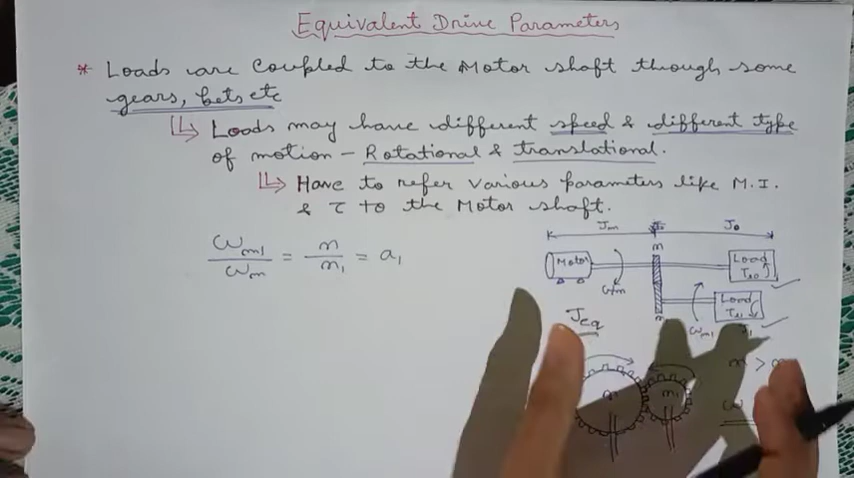 Equivalent Drive Parameters
* Loads are coupled to the Motor shaft through some
gears, belts etc
Loads may have different speed & different type
of motion - Rotational & translational.
Have to refer various parameters like M.I.
& τ to the Motor shaft.
ωm1/ωm = n/n1 = a1
Jm J0
n
Motor Load
Tl0
ωm Load
ωm1 J1
Jeq
n >
n n1
ω